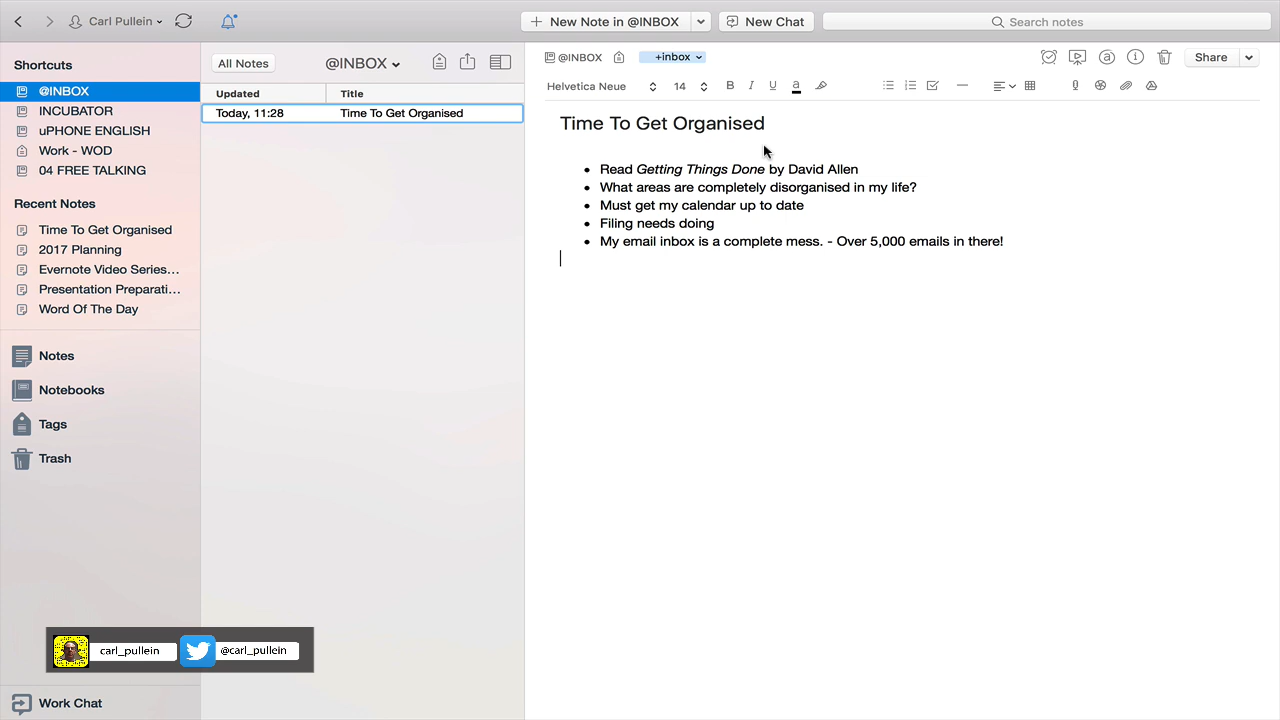 Carl Pullein
New Note in @INBOX
New Chat
Search notes
Shortcuts
@INBOX
INCUBATOR
uPHONE ENGLISH
Work - WOD
04 FREE TALKING
Recent Notes
Time To Get Organised
2017 Planning
Evernote Video Series...
Presentation Preparati...
Word Of The Day
Notes
Notebooks
Tags
Trash
carl_pullein @carl_pullein
Work Chat
All Notes @INBOX
Updated Title
Today, 11:28 Time To Get Organised
@INBOX +inbox Share
Helvetica Neue 14 B I U a
Time To Get Organised
• Read Getting Things Done by David Allen
• What areas are completely disorganised in my life?
• Must get my calendar up to date
• Filing needs doing
• My email inbox is a complete mess. - Over 5,000 emails in there!